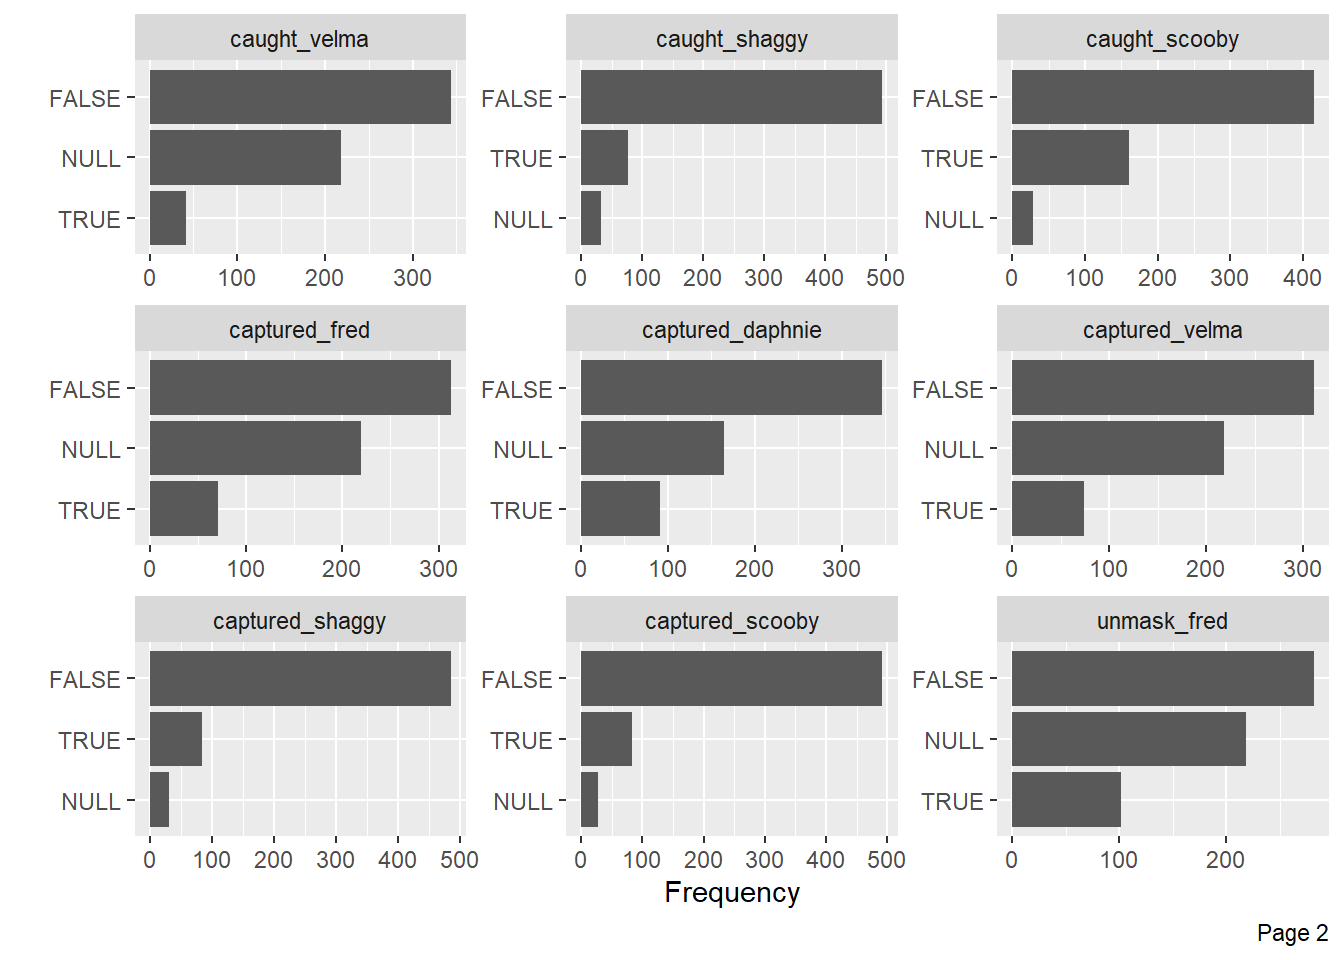 caught_velma caught_shaggy caught_scooby
FALSE FALSE FALSE
NULL TRUE TRUE
TRUE NULL NULL
0 100 200 300 0 100 200 300 400 500 0 100 200 300 400
captured_fred captured_daphnie captured_velma
FALSE FALSE FALSE
NULL NULL NULL
TRUE TRUE TRUE
0 100 200 300 0 100 200 300 0 100 200 300
captured_shaggy captured_scooby unmask_fred
FALSE FALSE FALSE
TRUE TRUE NULL
NULL NULL TRUE
0 100 200 300 400 500 0 100 200 300 400 500 0 100 200
Frequency
Page 2